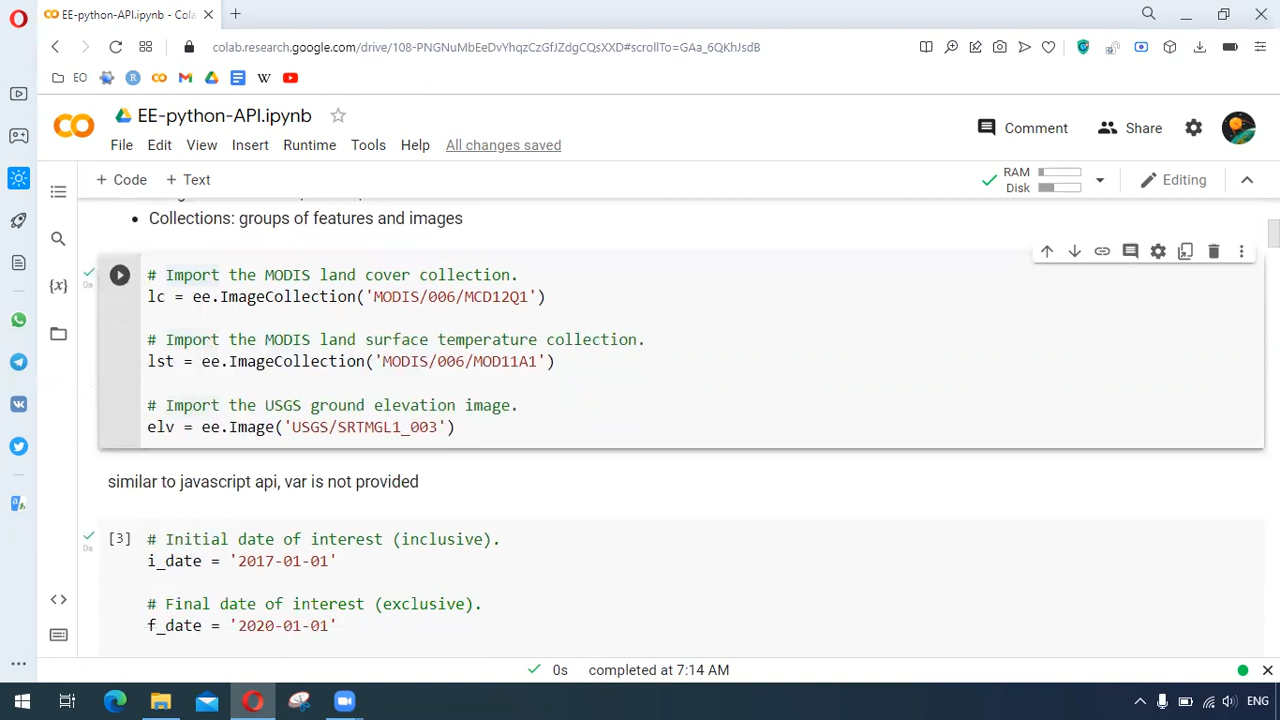 EE-python-API.ipynb - Cola
colab.research.google.com/drive/108-PNGNuMbEeDvYhqzCzGfJZdgCQsXXD#scrollTo=GAa_6QKhJsdB
EO
EE-python-API.ipynb
File Edit View Insert Runtime Tools Help All changes saved
Comment Share
+ Code + Text
RAM
Disk
Editing
Collections: groups of features and images
# Import the MODIS land cover collection.
lc = ee.ImageCollection('MODIS/006/MCD12Q1')
# Import the MODIS land surface temperature collection.
lst = ee.ImageCollection('MODIS/006/MOD11A1')
# Import the USGS ground elevation image.
elv = ee.Image('USGS/SRTMGL1_003')
similar to javascript api, var is not provided
[3] # Initial date of interest (inclusive).
i_date = '2017-01-01'
# Final date of interest (exclusive).
f_date = '2020-01-01'
0s completed at 7:14 AM
ENG